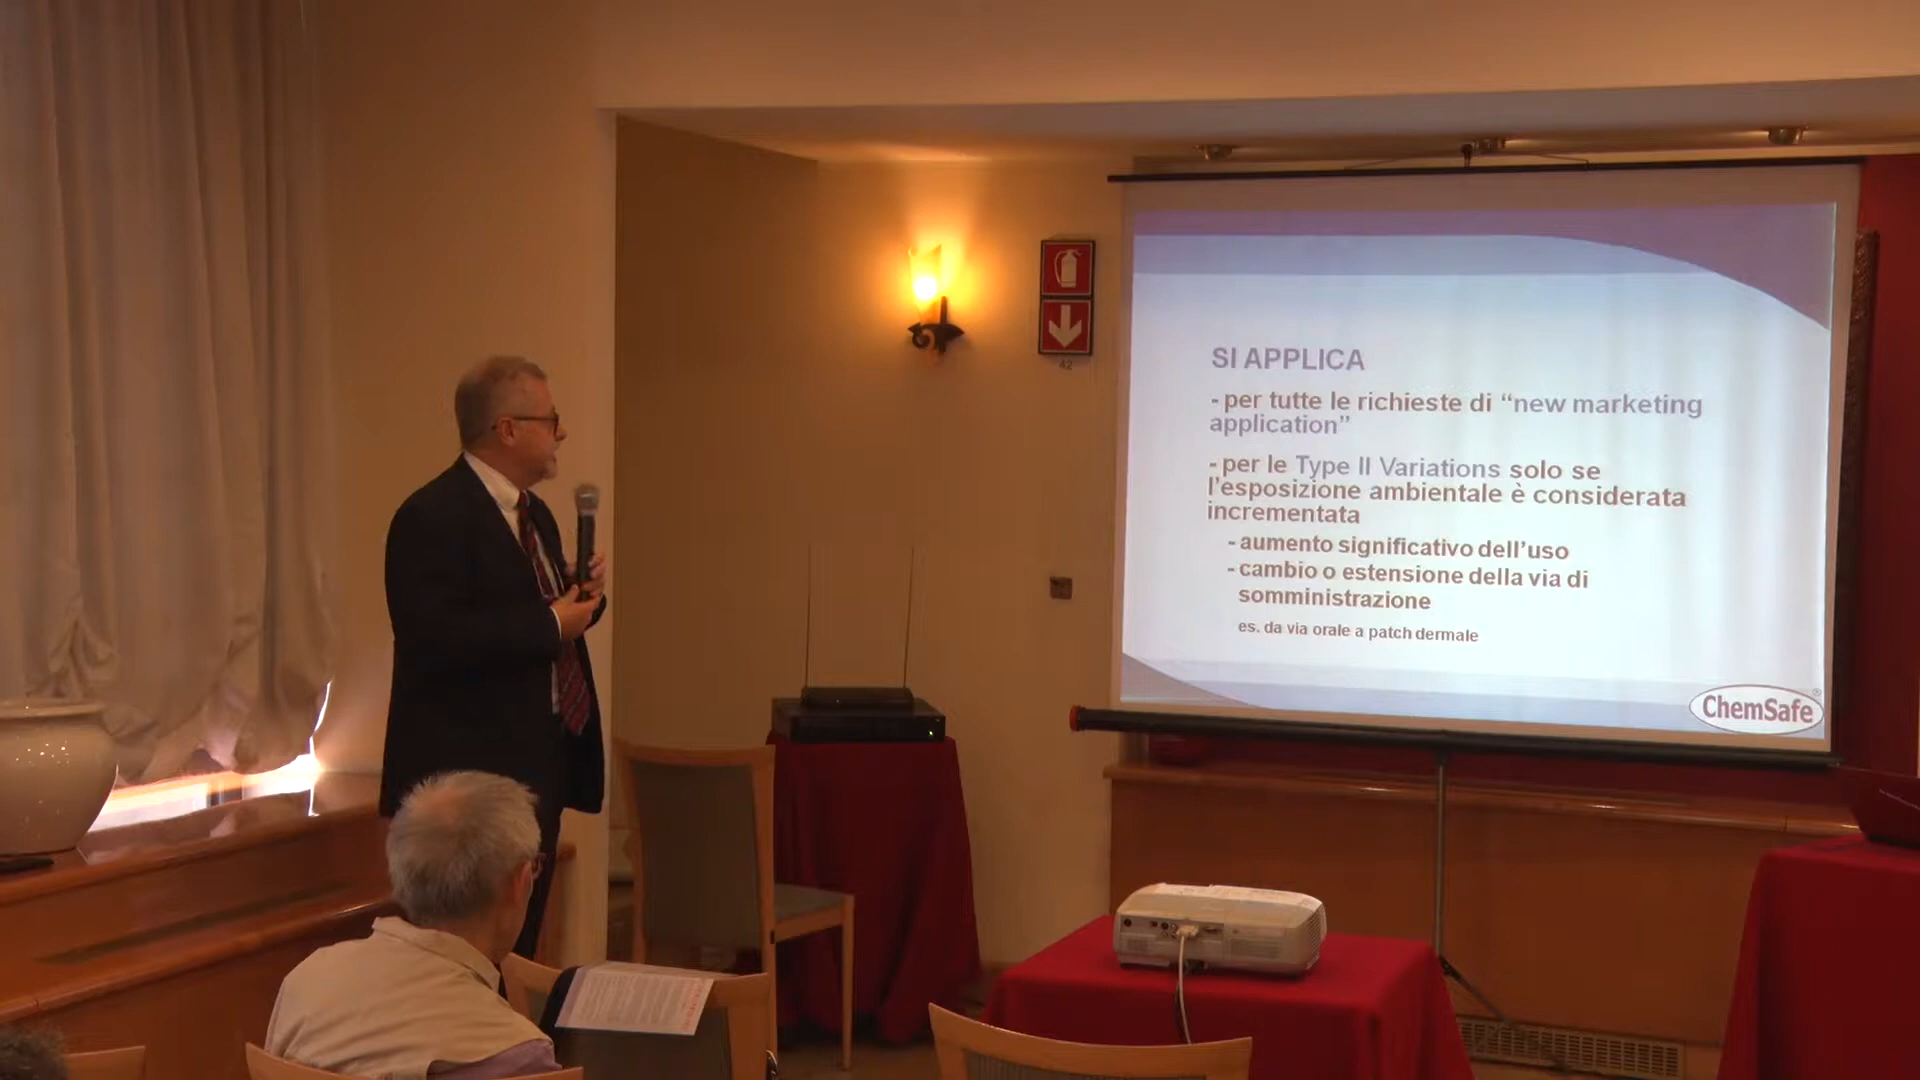 42
SI APPLICA
- per tutte le richieste di “new marketing
application”
- per le Type II Variations solo se
l’esposizione ambientale è considerata
incrementata
- aumento significativo dell’uso
- cambio o estensione della via di
somministrazione
es. da via orale a patch dermale
ChemSafe®